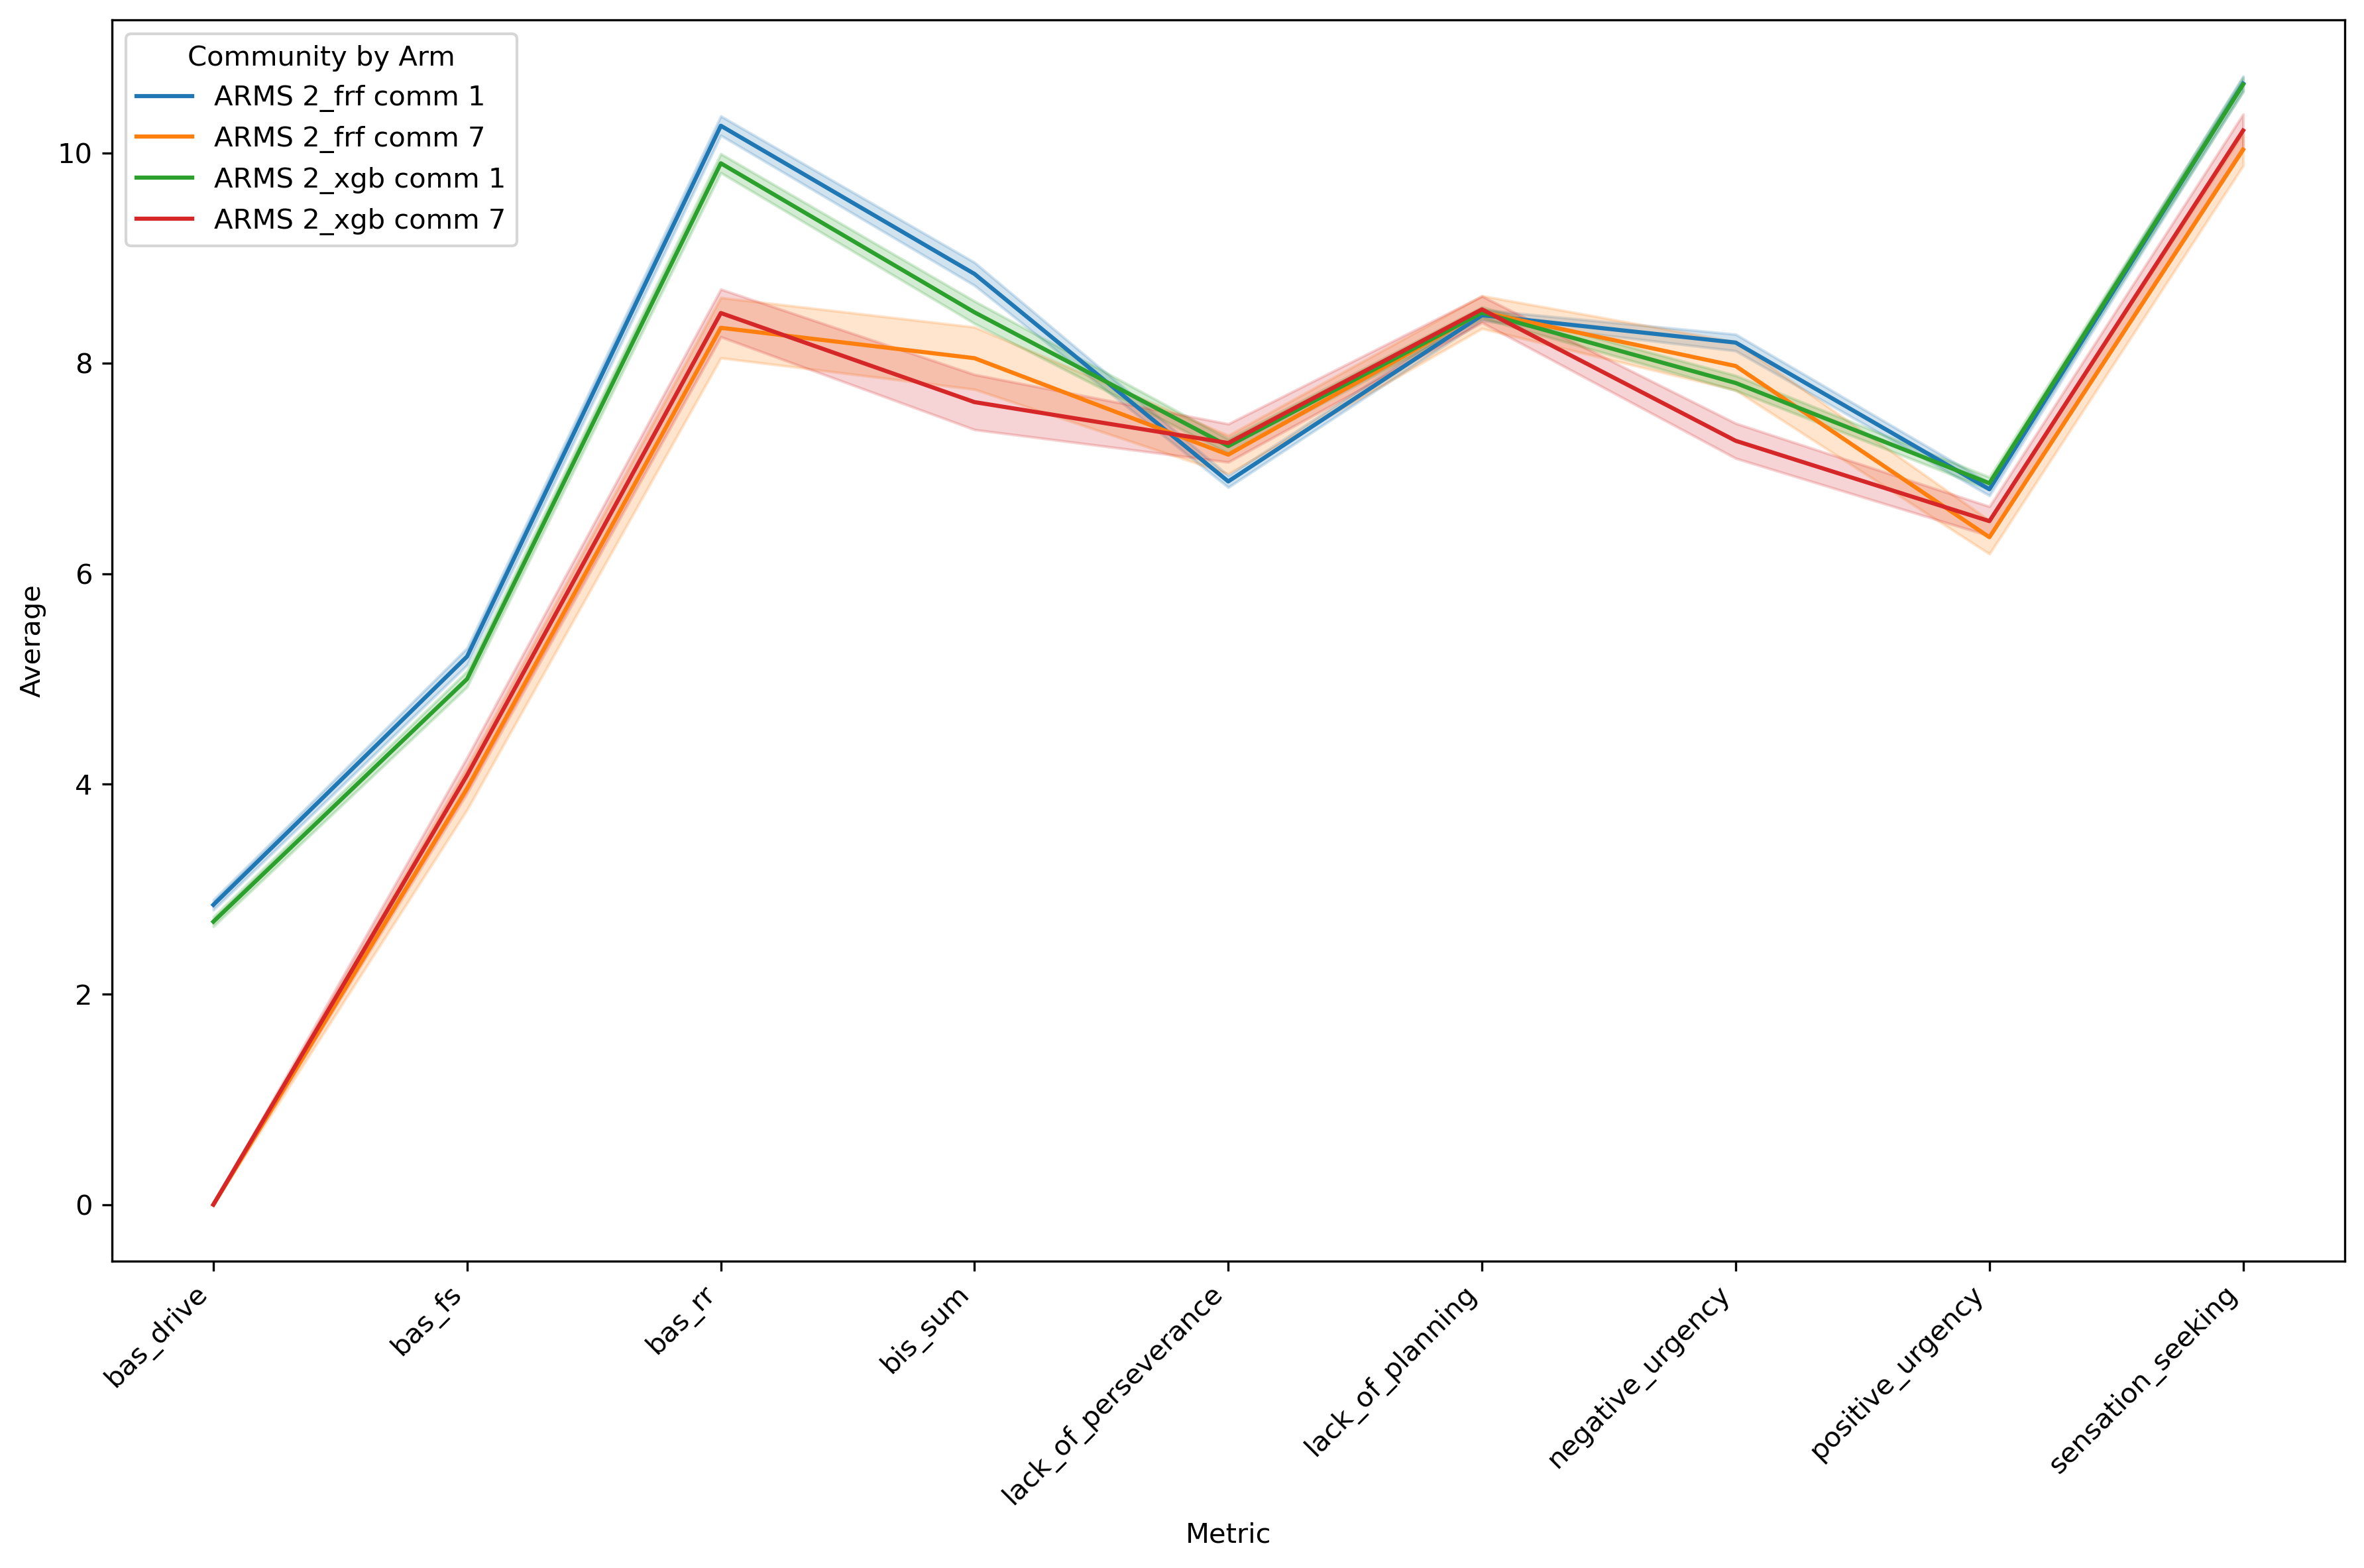 Community by Arm
ARMS 2_frf comm 1
ARMS 2_frf comm 7
ARMS 2_xgb comm 1
ARMS 2_xgb comm 7
10
8
6
4
2
0
Average
bas_drive
bas_fs
bas_rr
bis_sum
lack_of_perseverance
lack_of_planning
negative_urgency
positive_urgency
sensation_seeking
Metric